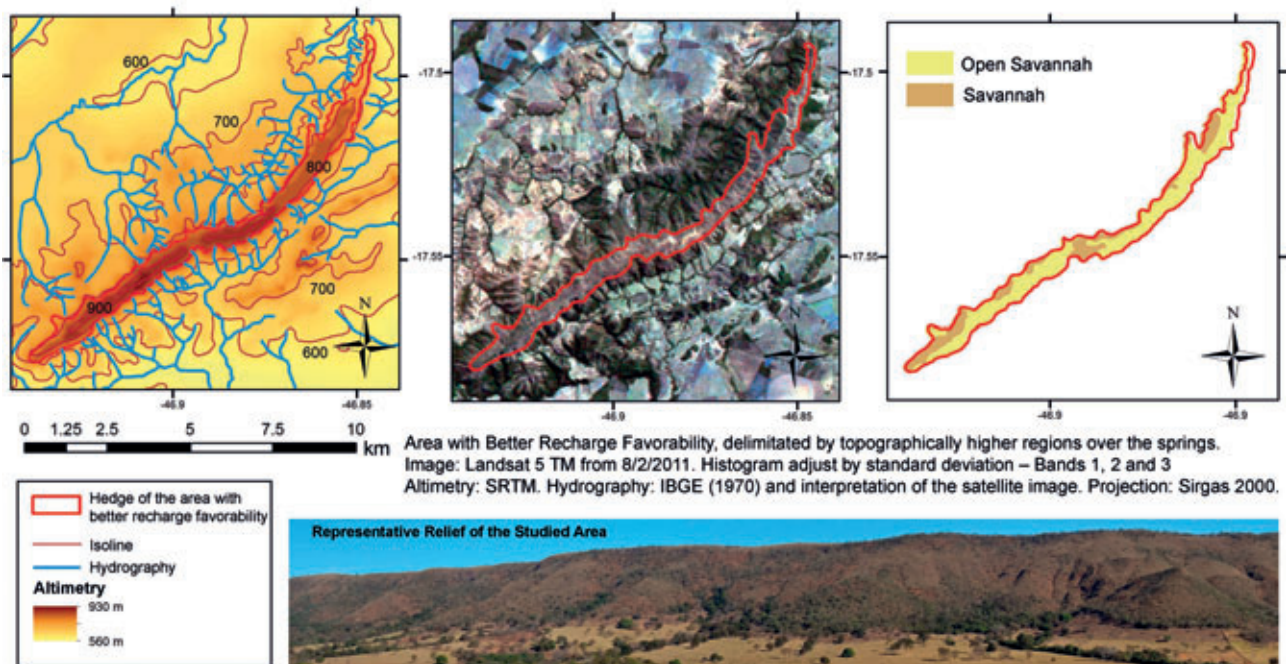 600
700
800
900
700
600
N
-46.9
-46.85
-17.5
-17.55
N
-46.9
-46.85
Open Savannah
Savannah
-17.5
-17.55
N
-46.9
-46.9
0 1.25 2.5 5 7.5 10
km
Area with Better Recharge Favorability, delimitated by topographically higher regions over the springs.
Image: Landsat 5 TM from 8/2/2011. Histogram adjust by standard deviation – Bands 1, 2 and 3
Altimetry: SRTM. Hydrography: IBGE (1970) and interpretation of the satellite image. Projection: Sirgas 2000.
Hedge of the area with
better recharge favorability
Isoline
Hydrography
Altimetry
930 m
560 m
Representative Relief of the Studied Area